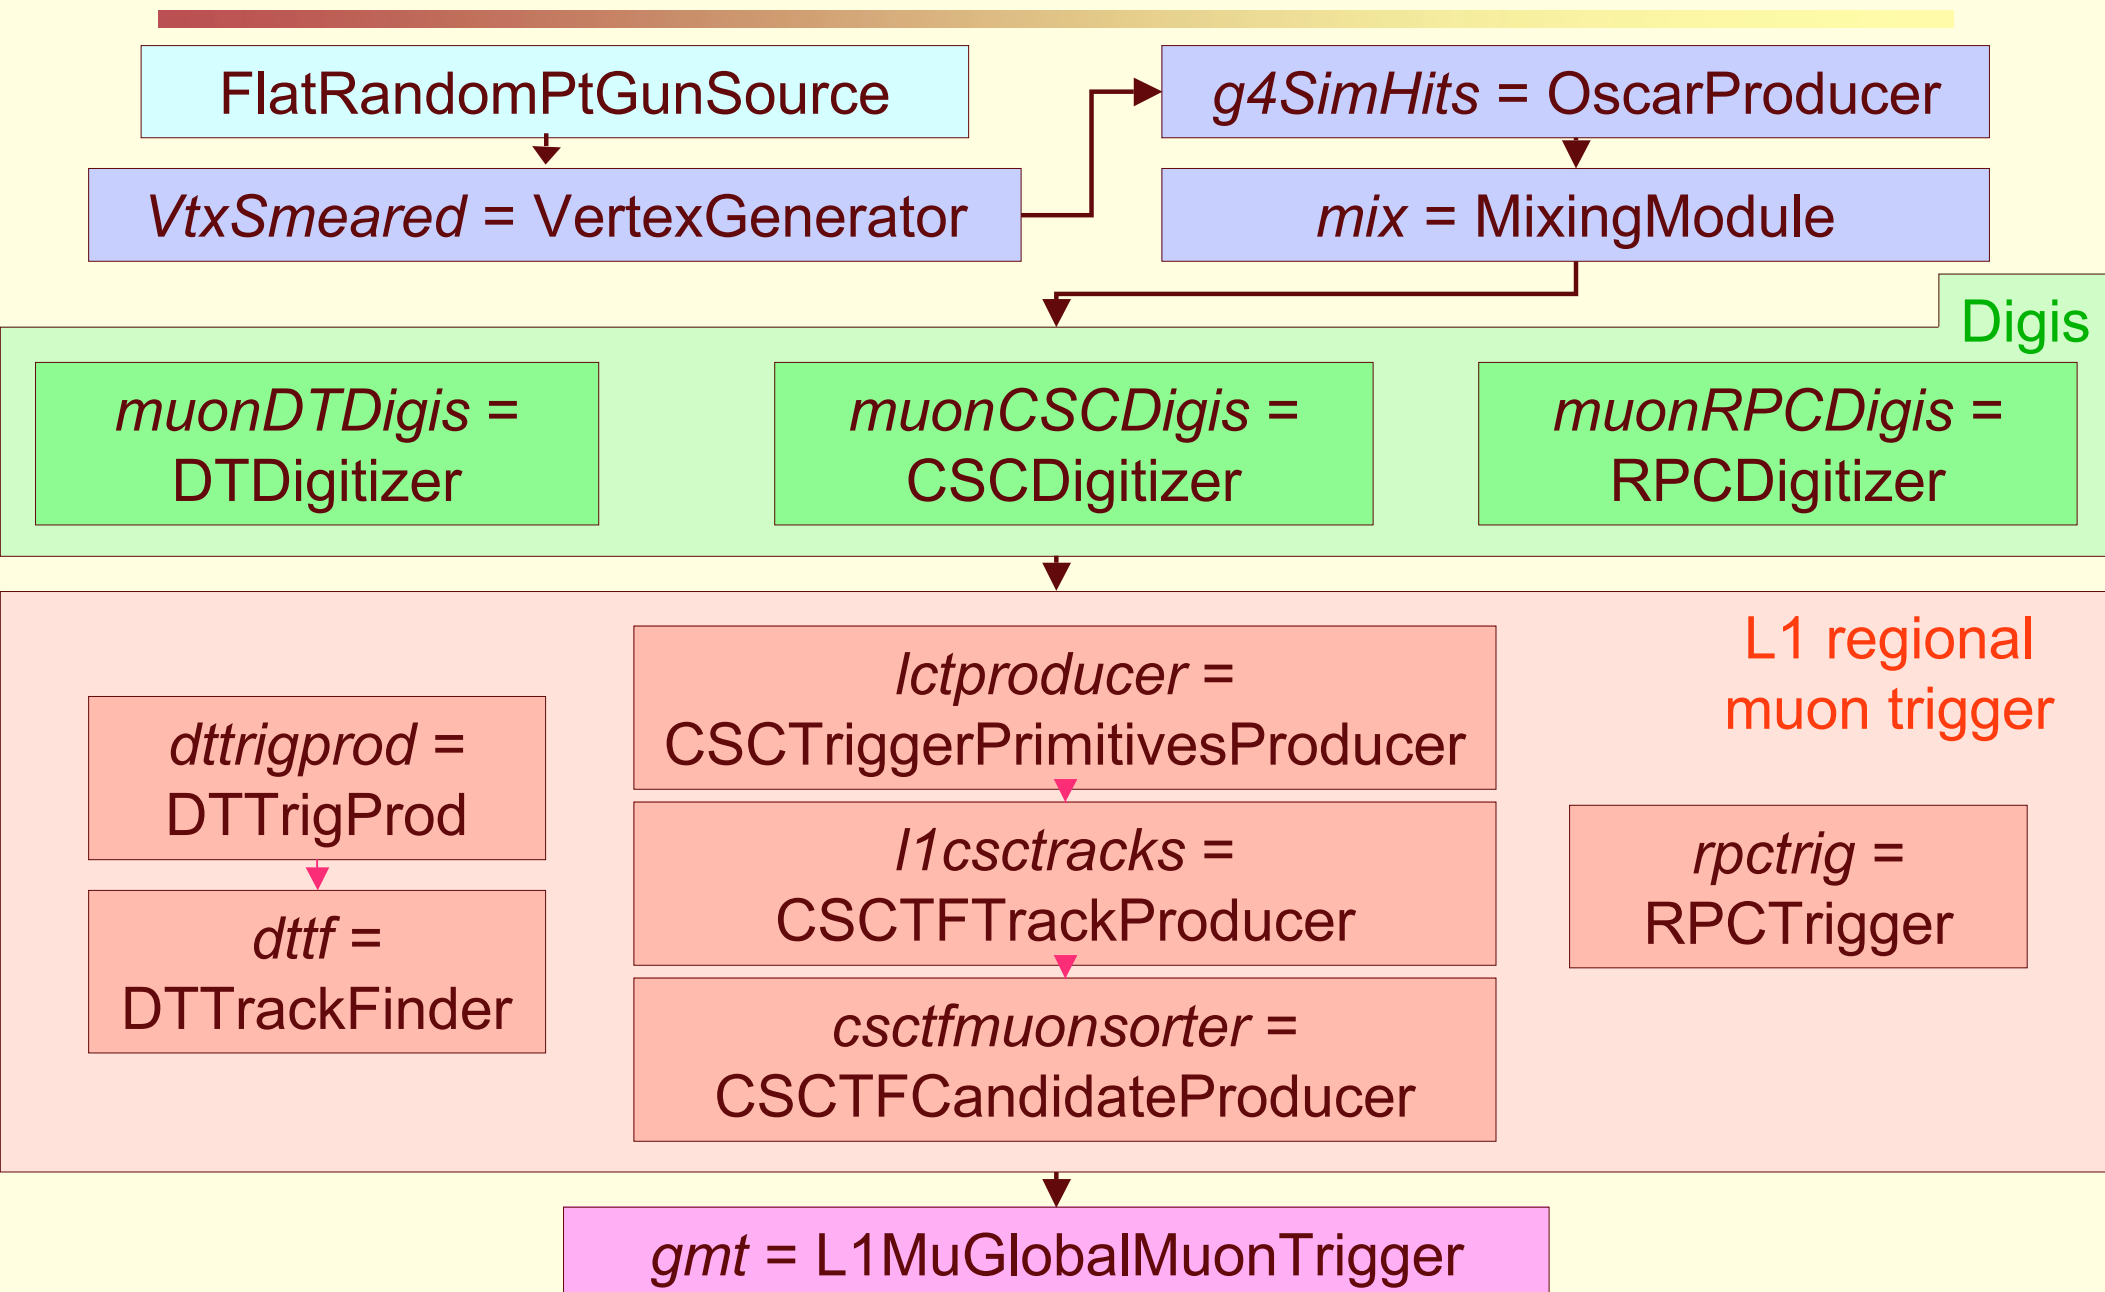 FlatRandomPtGunSource
VtxSmeared = VertexGenerator
g4SimHits = OscarProducer
mix = MixingModule
Digis
muonDTDigis =
DTDigitizer
muonCSCDigis =
CSCDigitizer
muonRPCDigis =
RPCDigitizer
L1 regional
muon trigger
dttrigprod =
DTTrigProd
dttf =
DTTrackFinder
lctproducer =
CSCTriggerPrimitivesProducer
l1csctracks =
CSCTFTrackProducer
csctfmuonsorter =
CSCTFCandidateProducer
rpctrig =
RPCTrigger
gmt = L1MuGlobalMuonTrigger